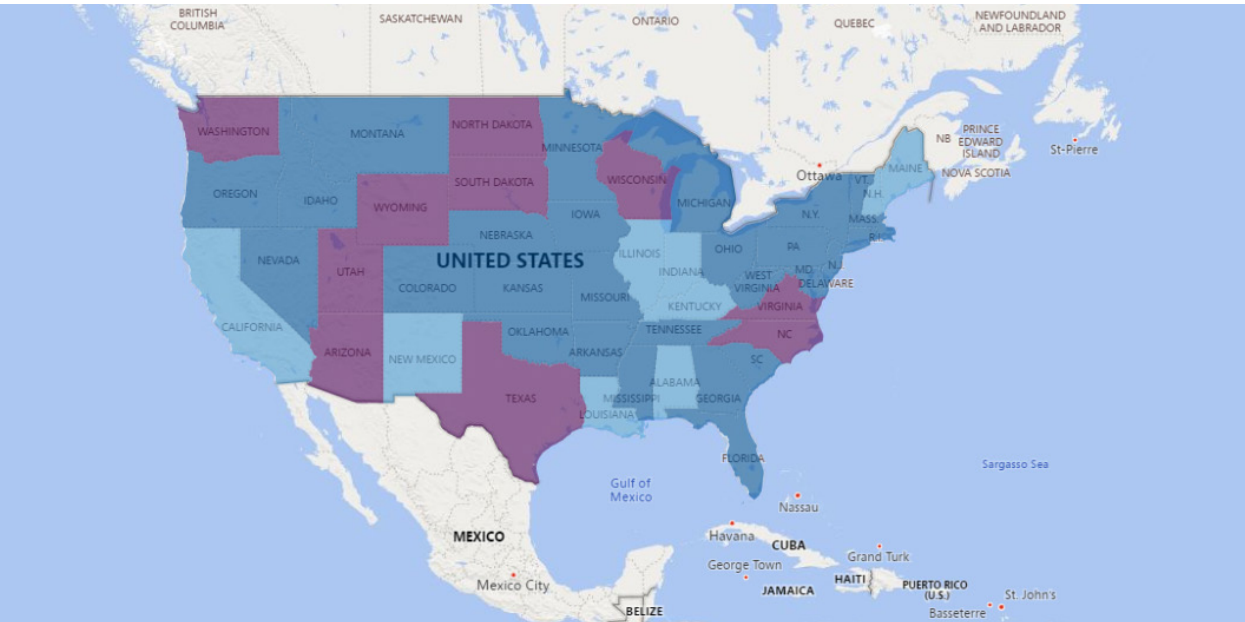 BRITISH
COLUMBIA
SASKATCHEWAN
ONTARIO
QUEBEC
NEWFOUNDLAND
AND LABRADOR
WASHINGTON
MONTANA
NORTH DAKOTA
MINNESOTA
NB
PRINCE
EDWARD
ISLAND
St-Pierre
Ottawa
MAINE
NOVA SCOTIA
OREGON
IDAHO
WYOMING
SOUTH DAKOTA
WISCONSIN
MICHIGAN
VT.
N.H.
IOWA
N.Y.
MASS.
NEBRASKA
R.I.
NEVADA
UTAH
UNITED STATES
ILLINOIS
INDIANA
OHIO
PA
N.J.
COLORADO
KANSAS
MISSOURI
WEST
VIRGINIA
MD.
DELAWARE
KENTUCKY
VIRGINIA
CALIFORNIA
ARIZONA
NEW MEXICO
OKLAHOMA
ARKANSAS
TENNESSEE
NC
SC
TEXAS
ALABAMA
MISSISSIPPI
GEORGIA
LOUISIANA
FLORIDA
Gulf of
Mexico
Sargasso Sea
Nassau
MEXICO
Havana
CUBA
Mexico City
George Town
Grand Turk
JAMAICA
HAITI
PUERTO RICO
(U.S.)
St. John's
BELIZE
Basseterre